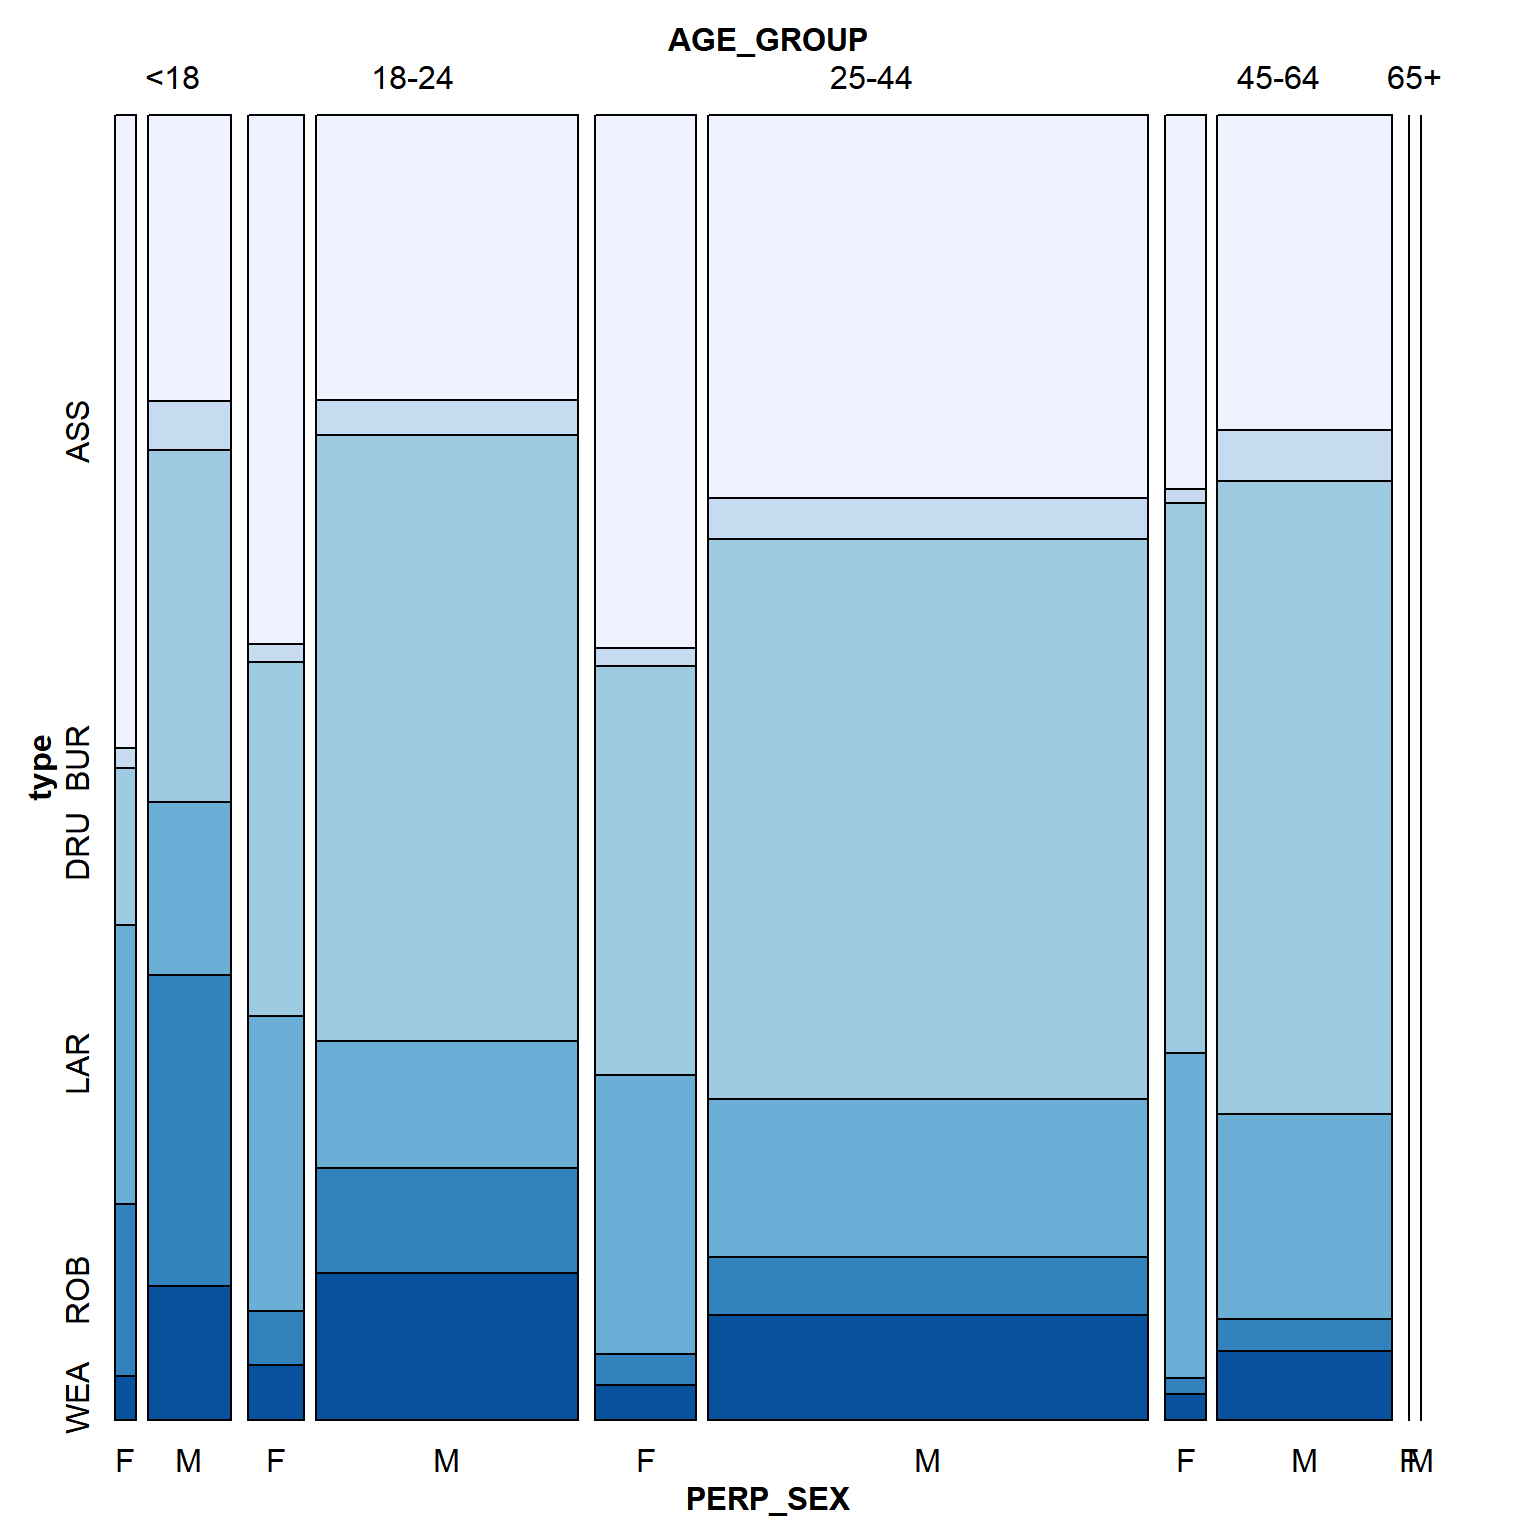 AGE_GROUP
<18 18-24 25-44 45-64 65+
type
ASS
BUR
DRU
LAR
ROB
WEA
F M F M F M F M F M
PERP_SEX